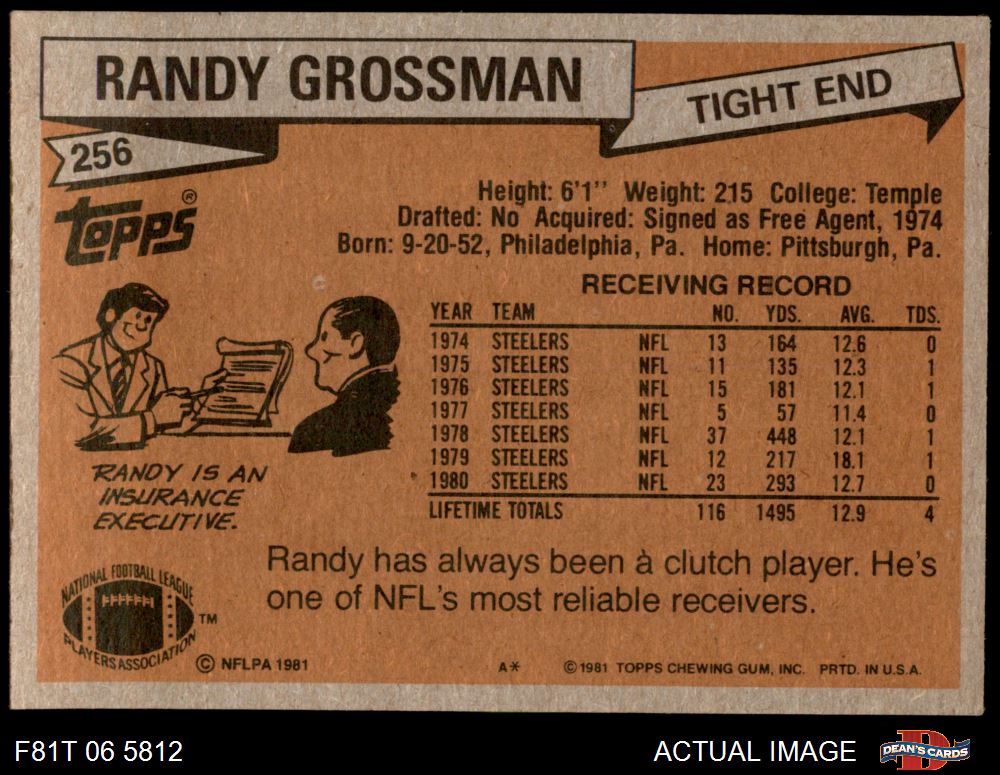 RANDY GROSSMAN
TIGHT END
256
topps®
Height: 6'1'' Weight: 215 College: Temple
Drafted: No Acquired: Signed as Free Agent, 1974
Born: 9-20-52, Philadelphia, Pa. Home: Pittsburgh, Pa.
RECEIVING RECORD
YEAR TEAM NO. YDS. AVG. TDS.
1974 STEELERS NFL 13 164 12.6 0
1975 STEELERS NFL 11 135 12.3 1
1976 STEELERS NFL 15 181 12.1 1
1977 STEELERS NFL 5 57 11.4 0
1978 STEELERS NFL 37 448 12.1 1
1979 STEELERS NFL 12 217 18.1 1
1980 STEELERS NFL 23 293 12.7 0
LIFETIME TOTALS 116 1495 12.9 4
RANDY IS AN
INSURANCE
EXECUTIVE.
Randy has always been a clutch player. He's
one of NFL's most reliable receivers.
NATIONAL FOOTBALL LEAGUE
PLAYERS ASSOCIATION
TM
© NFLPA 1981
A*
© 1981 TOPPS CHEWING GUM, INC. PRTD. IN U.S.A.
F81T 06 5812
ACTUAL IMAGE
D
DEAN'S CARDS